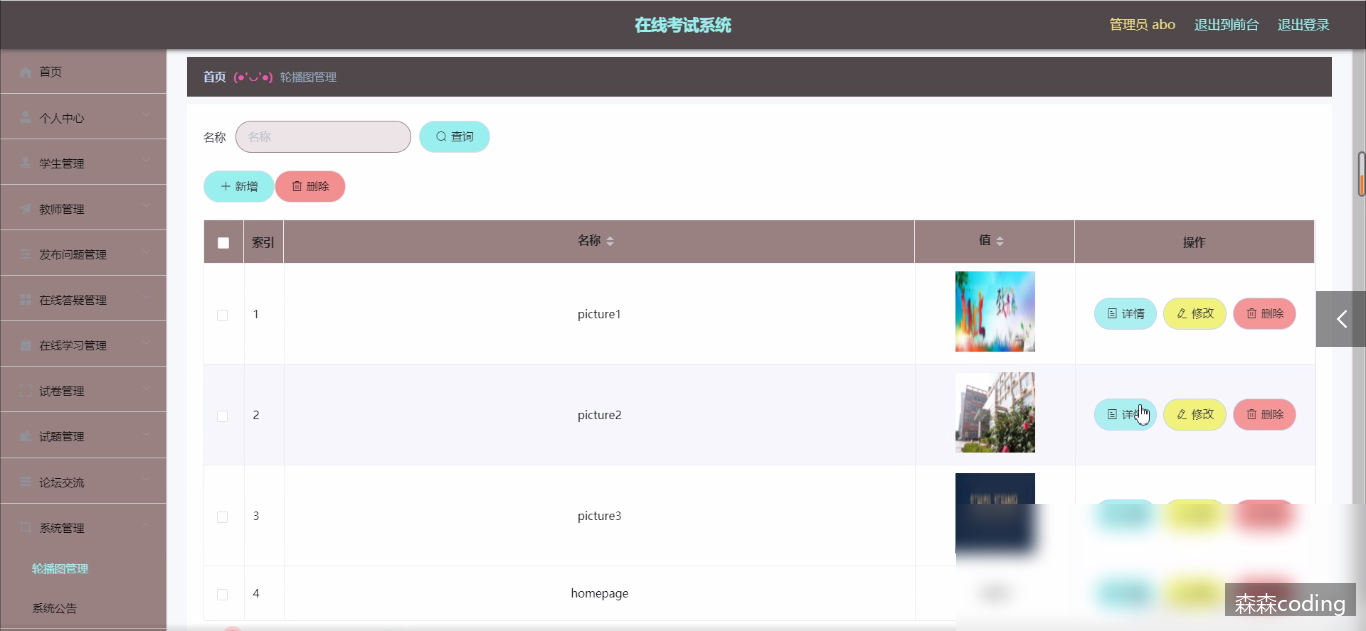 在线考试系统
管理员 abo 退出到前台 退出登录
首页
个人中心
学生管理
教师管理
发布问题管理
在线答疑管理
在线学习管理
试卷管理
试题管理
论坛交流
系统管理
轮播图管理
系统公告
首页 (●'◡'●) 轮播图管理
名称 名称 查询
新增 删除
索引 名称 值 操作
1 picture1 详情 修改 删除
2 picture2 详情 修改 删除
3 picture3
4 homepage
森森coding